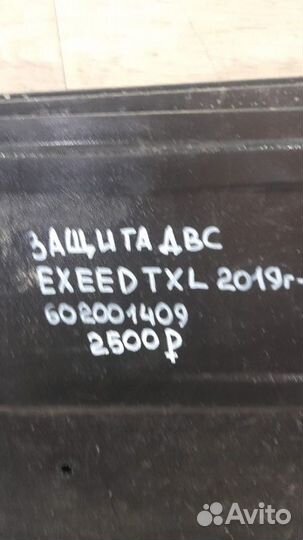 ЗАЩИТА ДВС
EXEED TXL 2019г-
602001409
2500₽
Avito